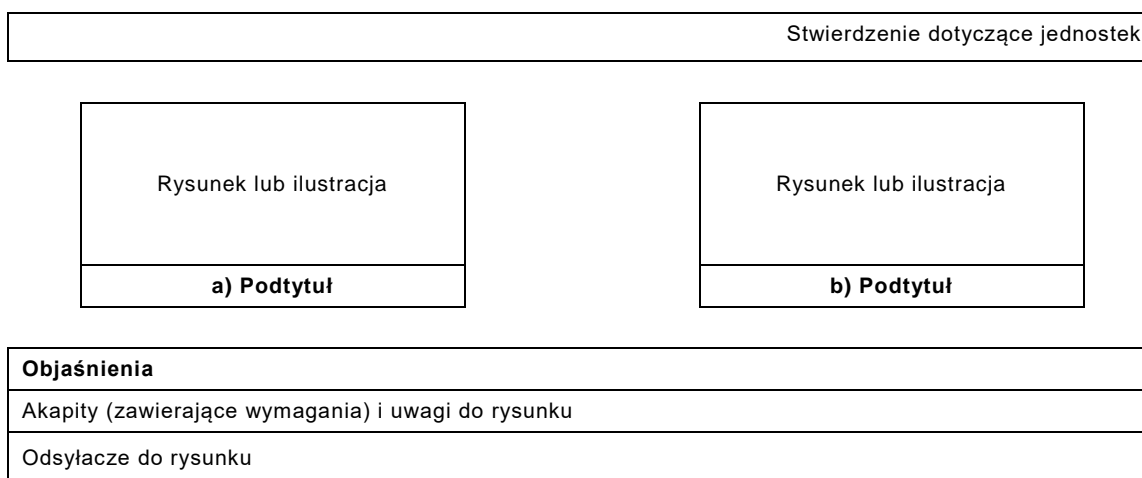 Stwierdzenie dotyczące jednostek
Rysunek lub ilustracja
Rysunek lub ilustracja
a) Podtytuł
b) Podtytuł
Objaśnienia
Akapity (zawierające wymagania) i uwagi do rysunku
Odsyłacze do rysunku